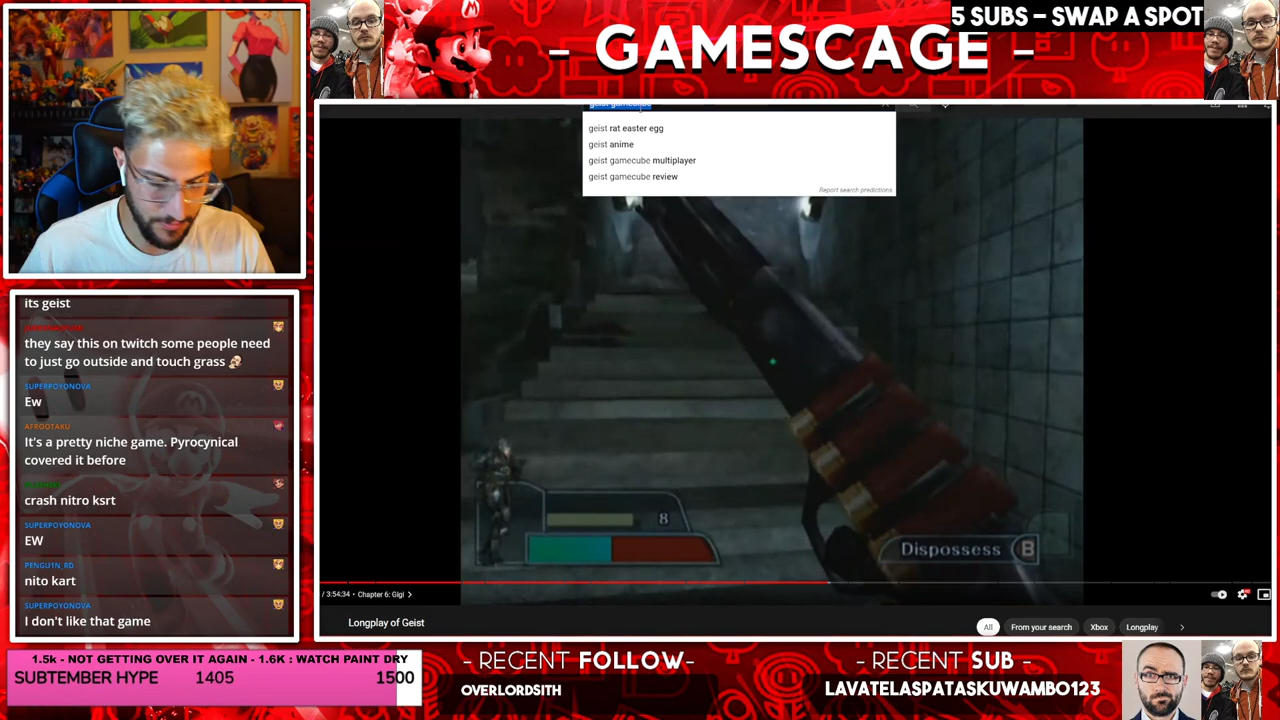 5 SUBS – SWAP A SPOT
- GAMESCAGE -
geist gamecube
geist rat easter egg
geist anime
geist gamecube multiplayer
geist gamecube review
Report search predictions
its geist
they say this on twitch some people need
to just go outside and touch grass
SUPERPOYONOVA
Ew
AFROOTAKU
It's a pretty niche game. Pyrocynical
covered it before
crash nitro ksrt
SUPERPOYONOVA
EW
PENGU1N_RD
nito kart
SUPERPOYONOVA
I don't like that game
8
Dispossess B
/ 3:54:34 • Chapter 6: Gigi >
Longplay of Geist
All From your search Xbox Longplay >
1.5k - NOT GETTING OVER IT AGAIN - 1.6K : WATCH PAINT DRY
SUBTEMBER HYPE 1405 1500
- RECENT FOLLOW-
OVERLORDSITH
- RECENT SUB -
LAVATELASPATASKUWAMBO123